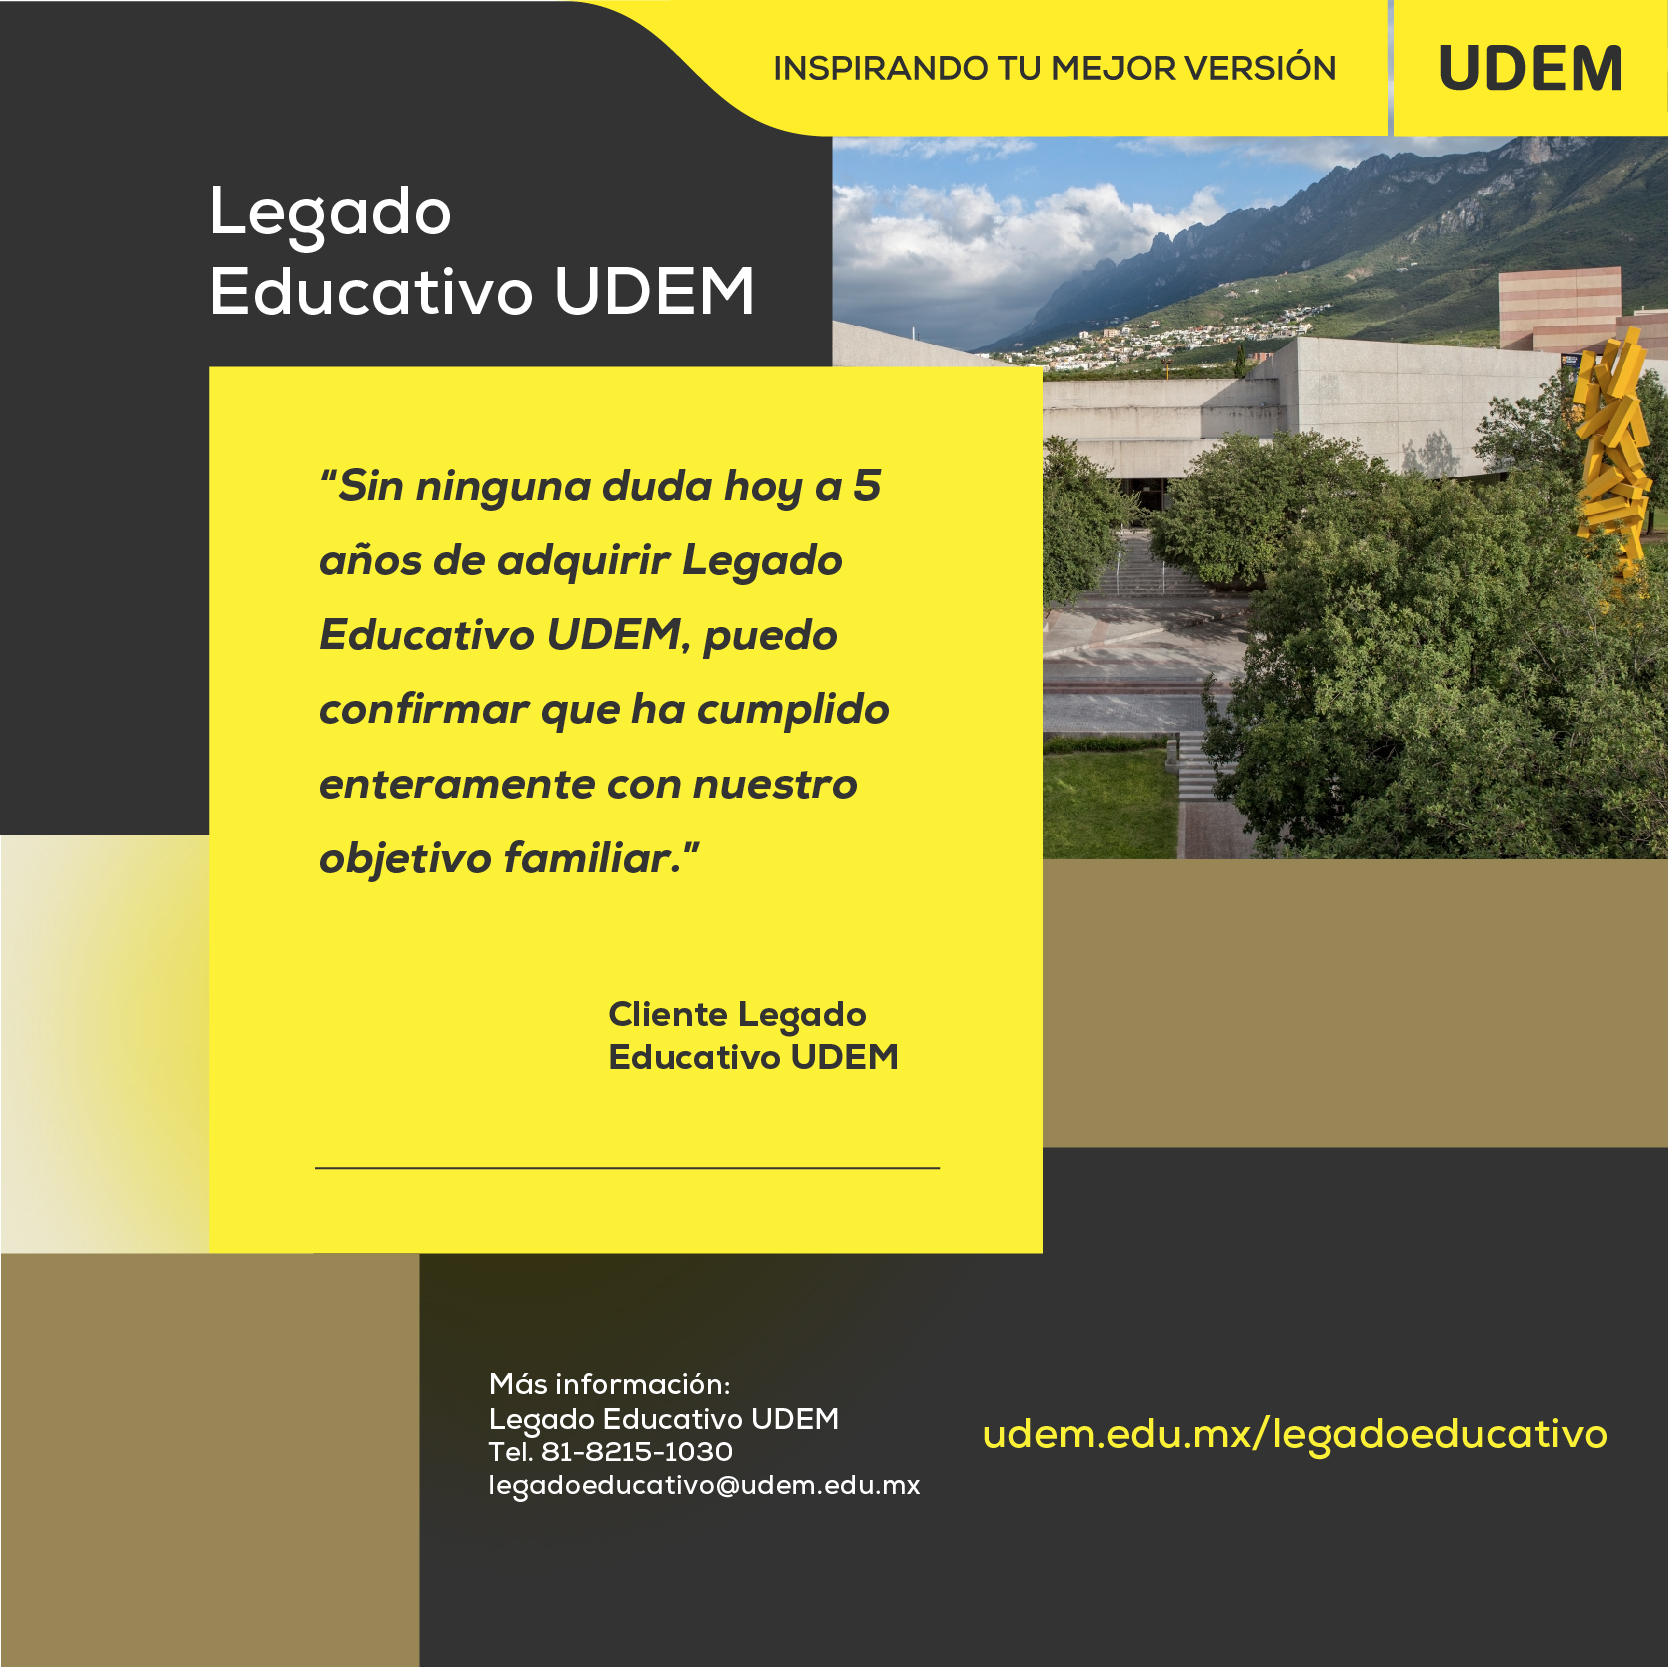 INSPIRANDO TU MEJOR VERSIÓN
UDEM
Legado
Educativo UDEM
"Sin ninguna duda hoy a 5
años de adquirir Legado
Educativo UDEM, puedo
confirmar que ha cumplido
enteramente con nuestro
objetivo familiar."
Cliente Legado
Educativo UDEM
Más información:
Legado Educativo UDEM
Tel. 81-8215-1030
legadoeducativo@udem.edu.mx
udem.edu.mx/legadoeducativo